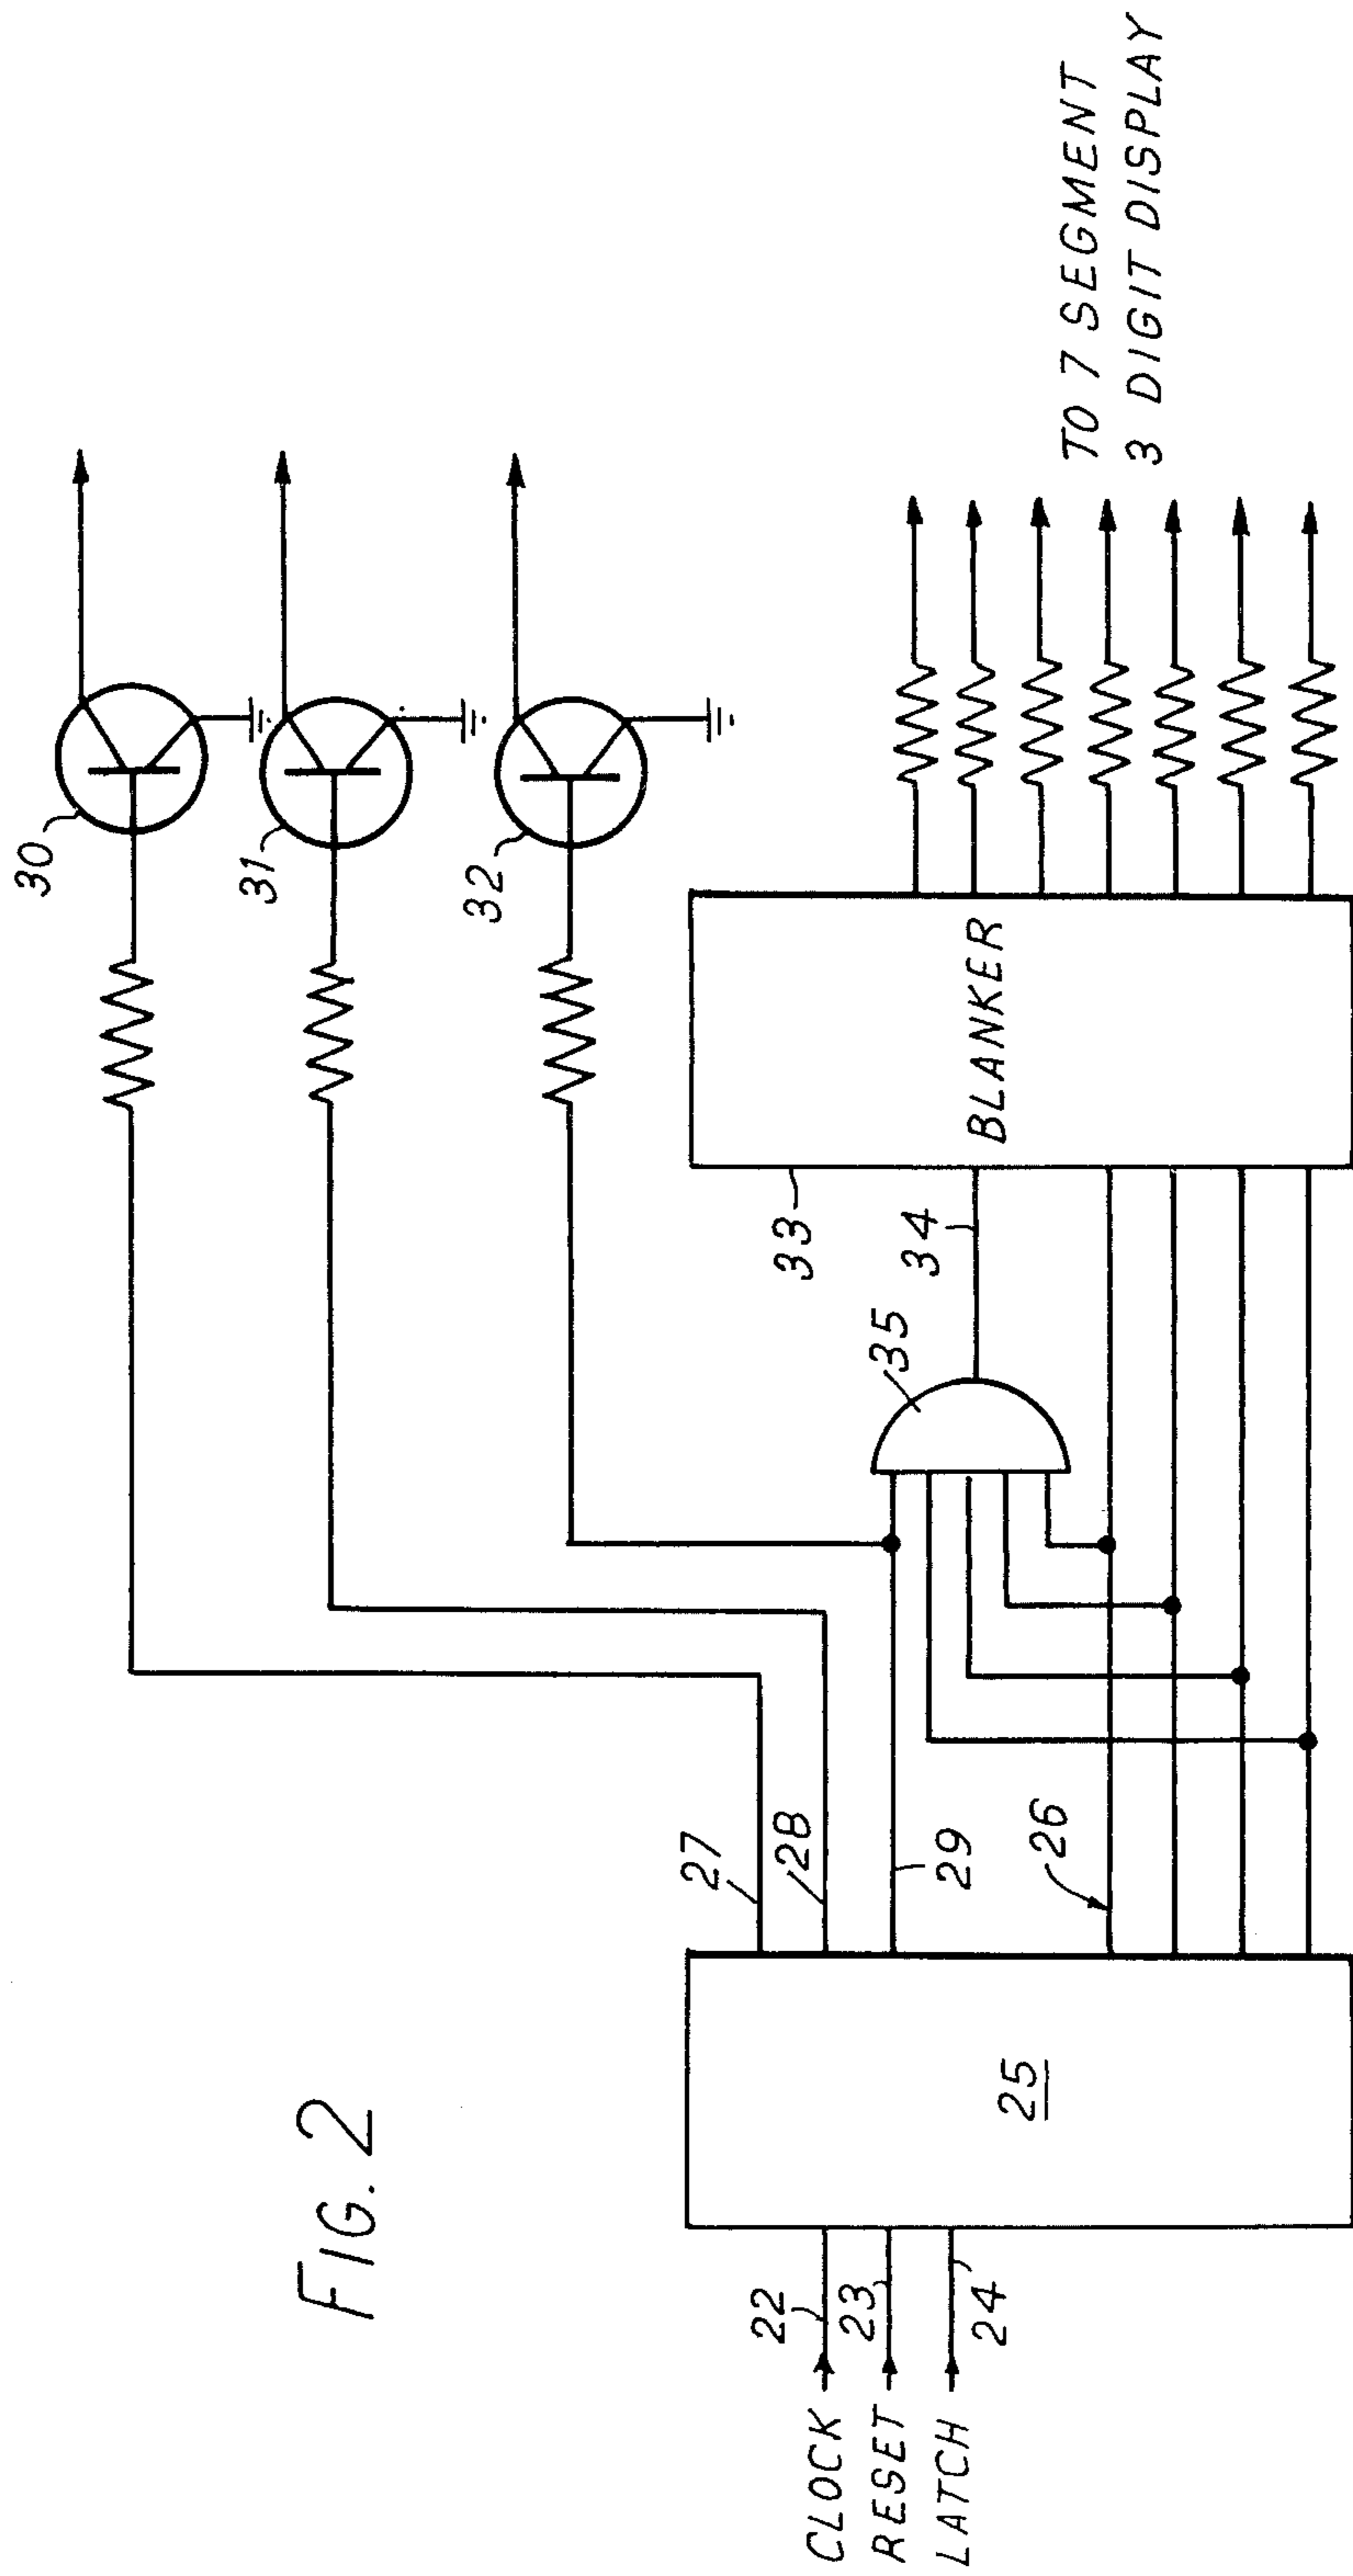 FIG. 2
30
31
32
27
28
29
26
22
23
24
CLOCK
RESET
LATCH
25
35
34
33
BLANKER
TO 7 SEGMENT
3 DIGIT DISPLAY